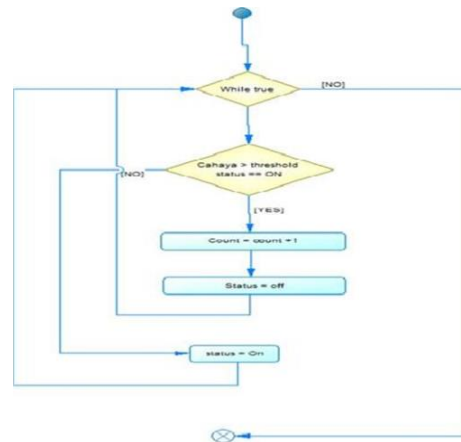 While true
[NO]
Cahaya > threshold
status == ON
[NO]
[YES]
Count = count +1
Status = off
status = On